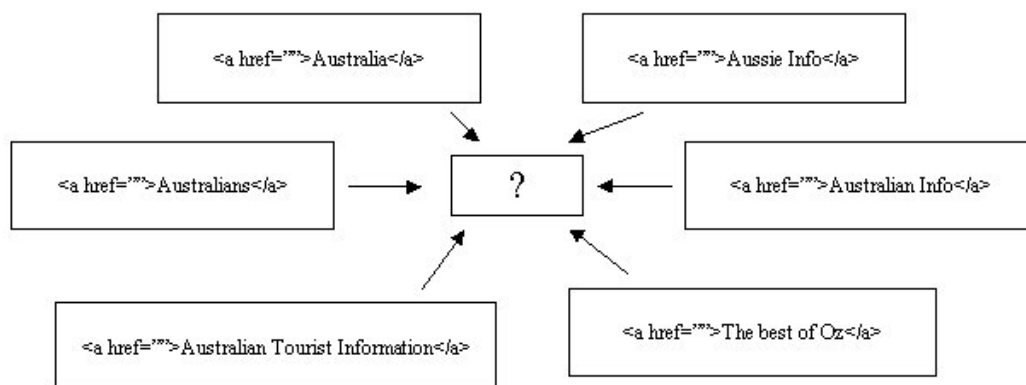 <a href="”">Australia</a>
<a href="”">Aussie Info</a>
<a href="”">Australians</a>
?
<a href="”">Australian Info</a>
<a href="”">Australian Tourist Information</a>
<a href="”">The best of Oz</a>